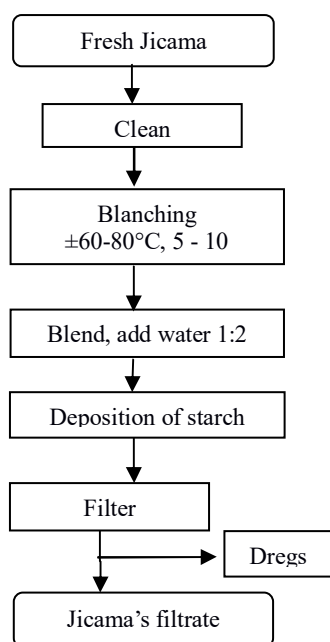 Fresh Jicama
Clean
Blanching
±60-80°C, 5 - 10
Blend, add water 1:2
Deposition of starch
Filter
Dregs
Jicama's filtrate